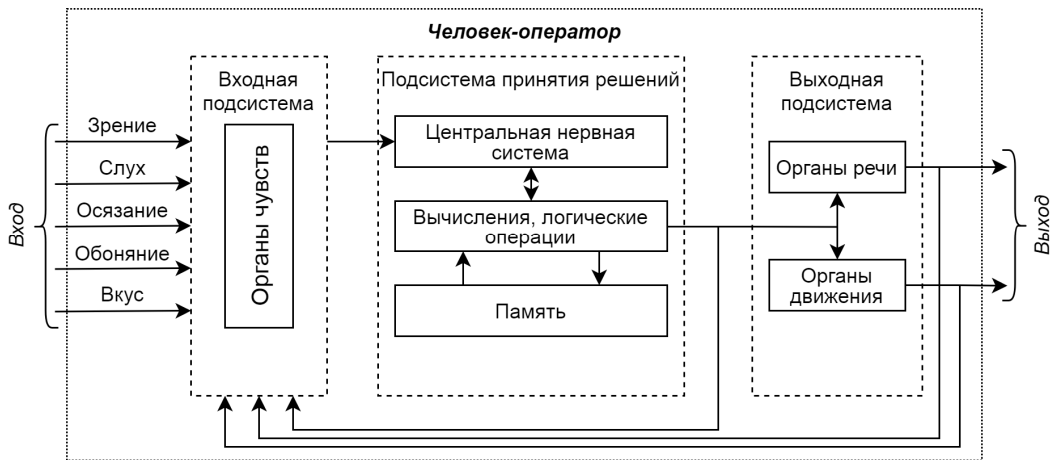 Человек-оператор
Вход
Зрение
Слух
Осязание
Обоняние
Вкус
Входная
подсистема
Органы чувств
Подсистема принятия решений
Центральная нервная
система
Вычисления, логические
операции
Память
Выходная
подсистема
Органы речи
Органы
движения
Выход